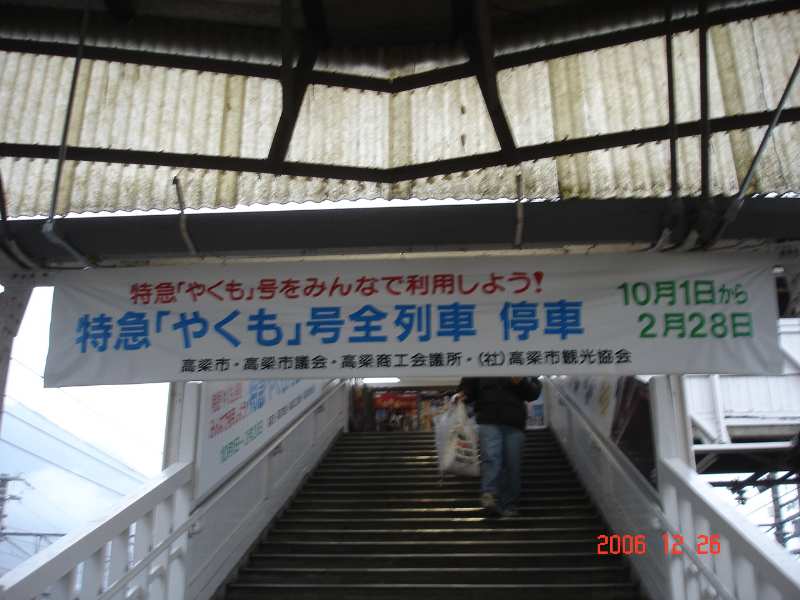 特急「やくも」号をみんなで利用しよう!
特急「やくも」号全列車 停車
10月1日から
2月28日
高梁市・高梁市議会・高梁商工会議所・(社)高梁市観光協会
2006 12 26